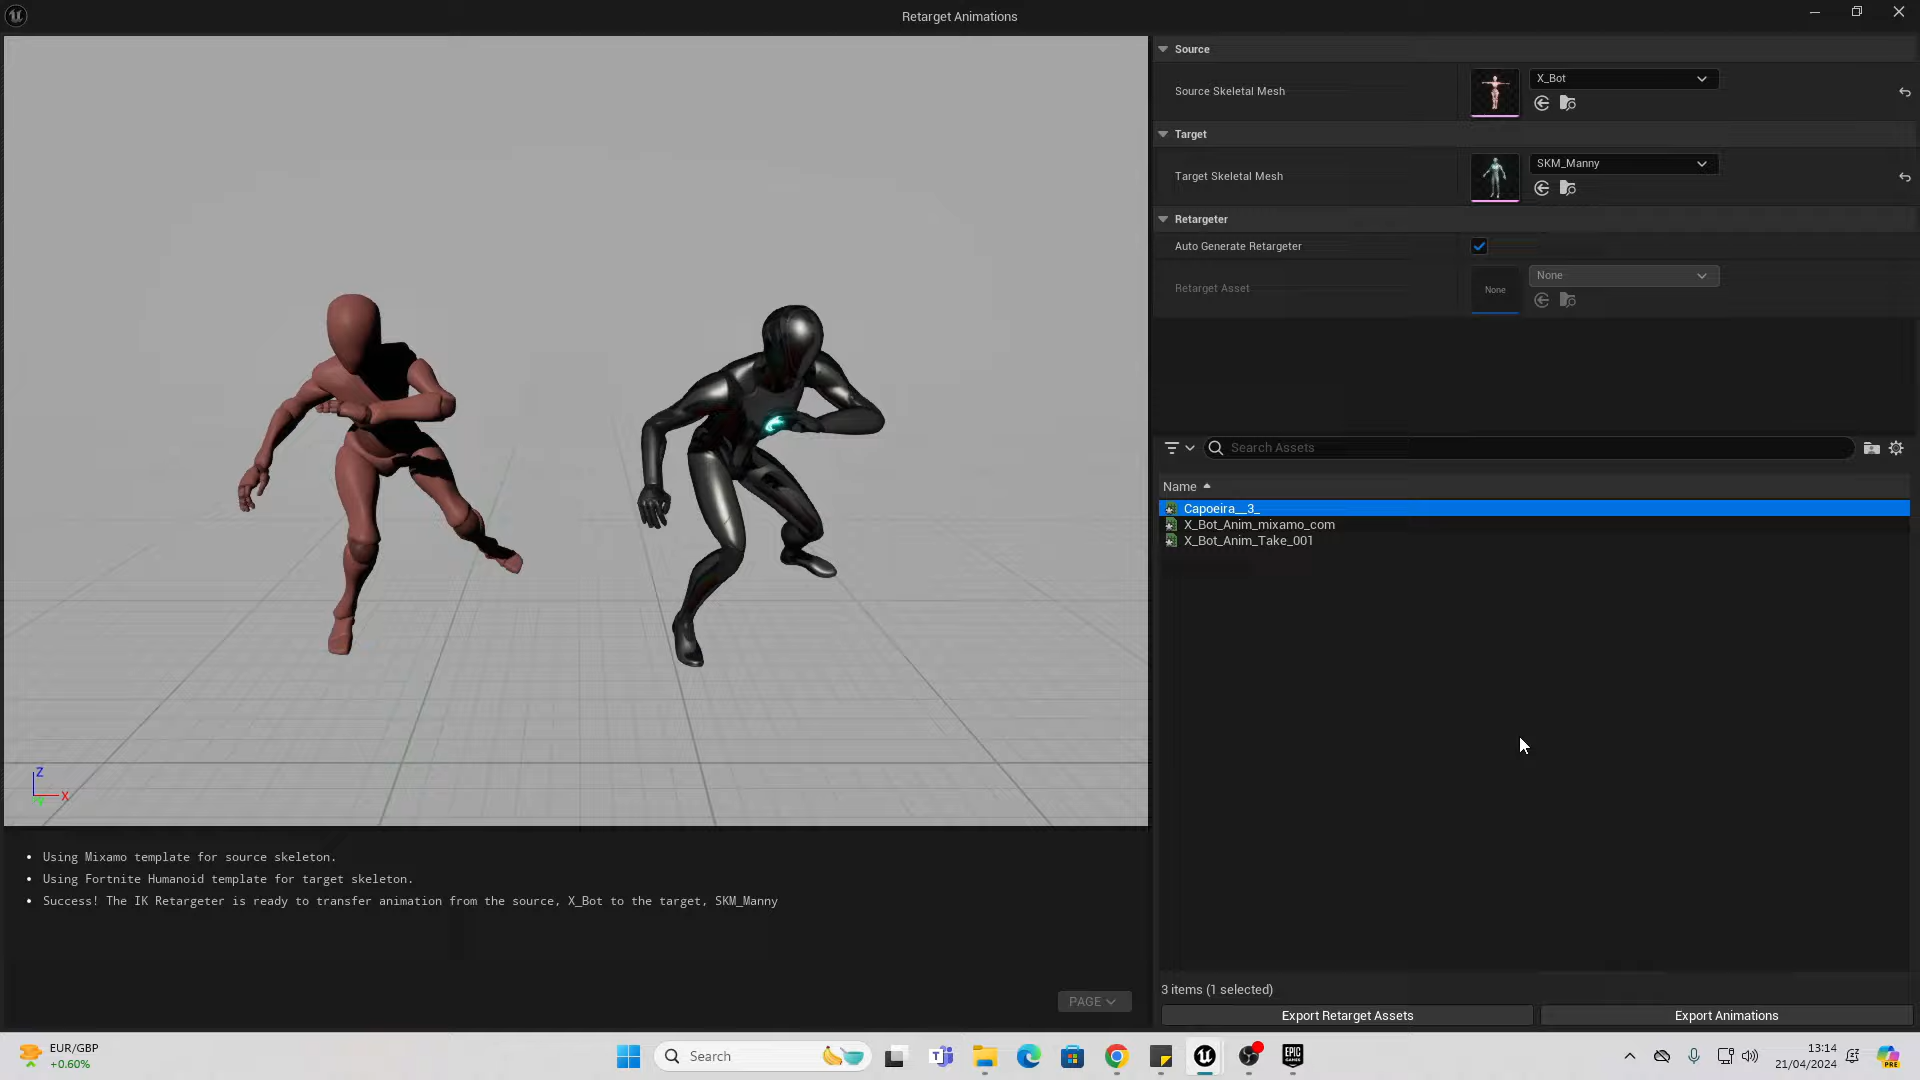 Retarget Animations
Source
Source Skeletal Mesh
X_Bot
Target
Target Skeletal Mesh
SKM_Manny
Retargeter
Auto Generate Retargeter
Retarget Asset
None
None
Search Assets
Name
Capoeira__3_
X_Bot_Anim_mixamo_com
X_Bot_Anim_Take_001
3 items (1 selected)
Export Retarget Assets
Export Animations
Z
X
• Using Mixamo template for source skeleton.
• Using Fortnite Humanoid template for target skeleton.
• Success! The IK Retargeter is ready to transfer animation from the source, X_Bot to the target, SKM_Manny
PAGE
EUR/GBP
+0.60%
Search
EPIC
GAMES
13:14
21/04/2024
PRE